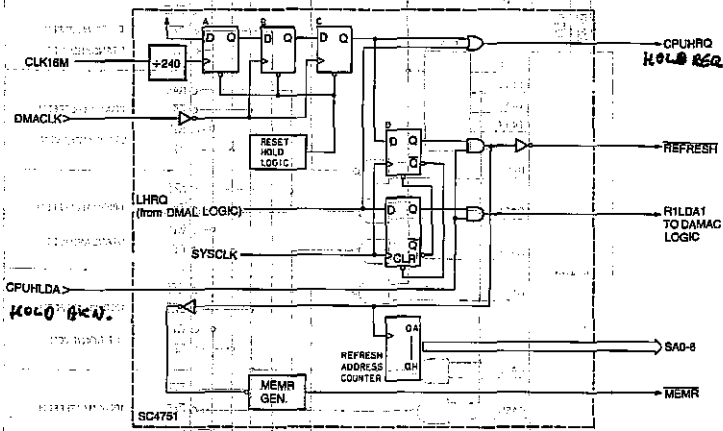 A
B
C
D Q
D Q
D Q
CLK16M
÷240
CPUHRQ
HOLD REQ
DMACLK
RESET
HOLD
LOGIC
D
D Q
Q
REFRESH
LHRQ
(from DMAL LOGIC)
D Q
Q
CLR
R1LDA1
TO DAMAC
LOGIC
SYSCLK
CPUHLDA
HOLD AKN.
REFRESH
ADDRESS
COUNTER
QA
QH
SA0-8
MEMR
GEN.
MEMR
SC4751